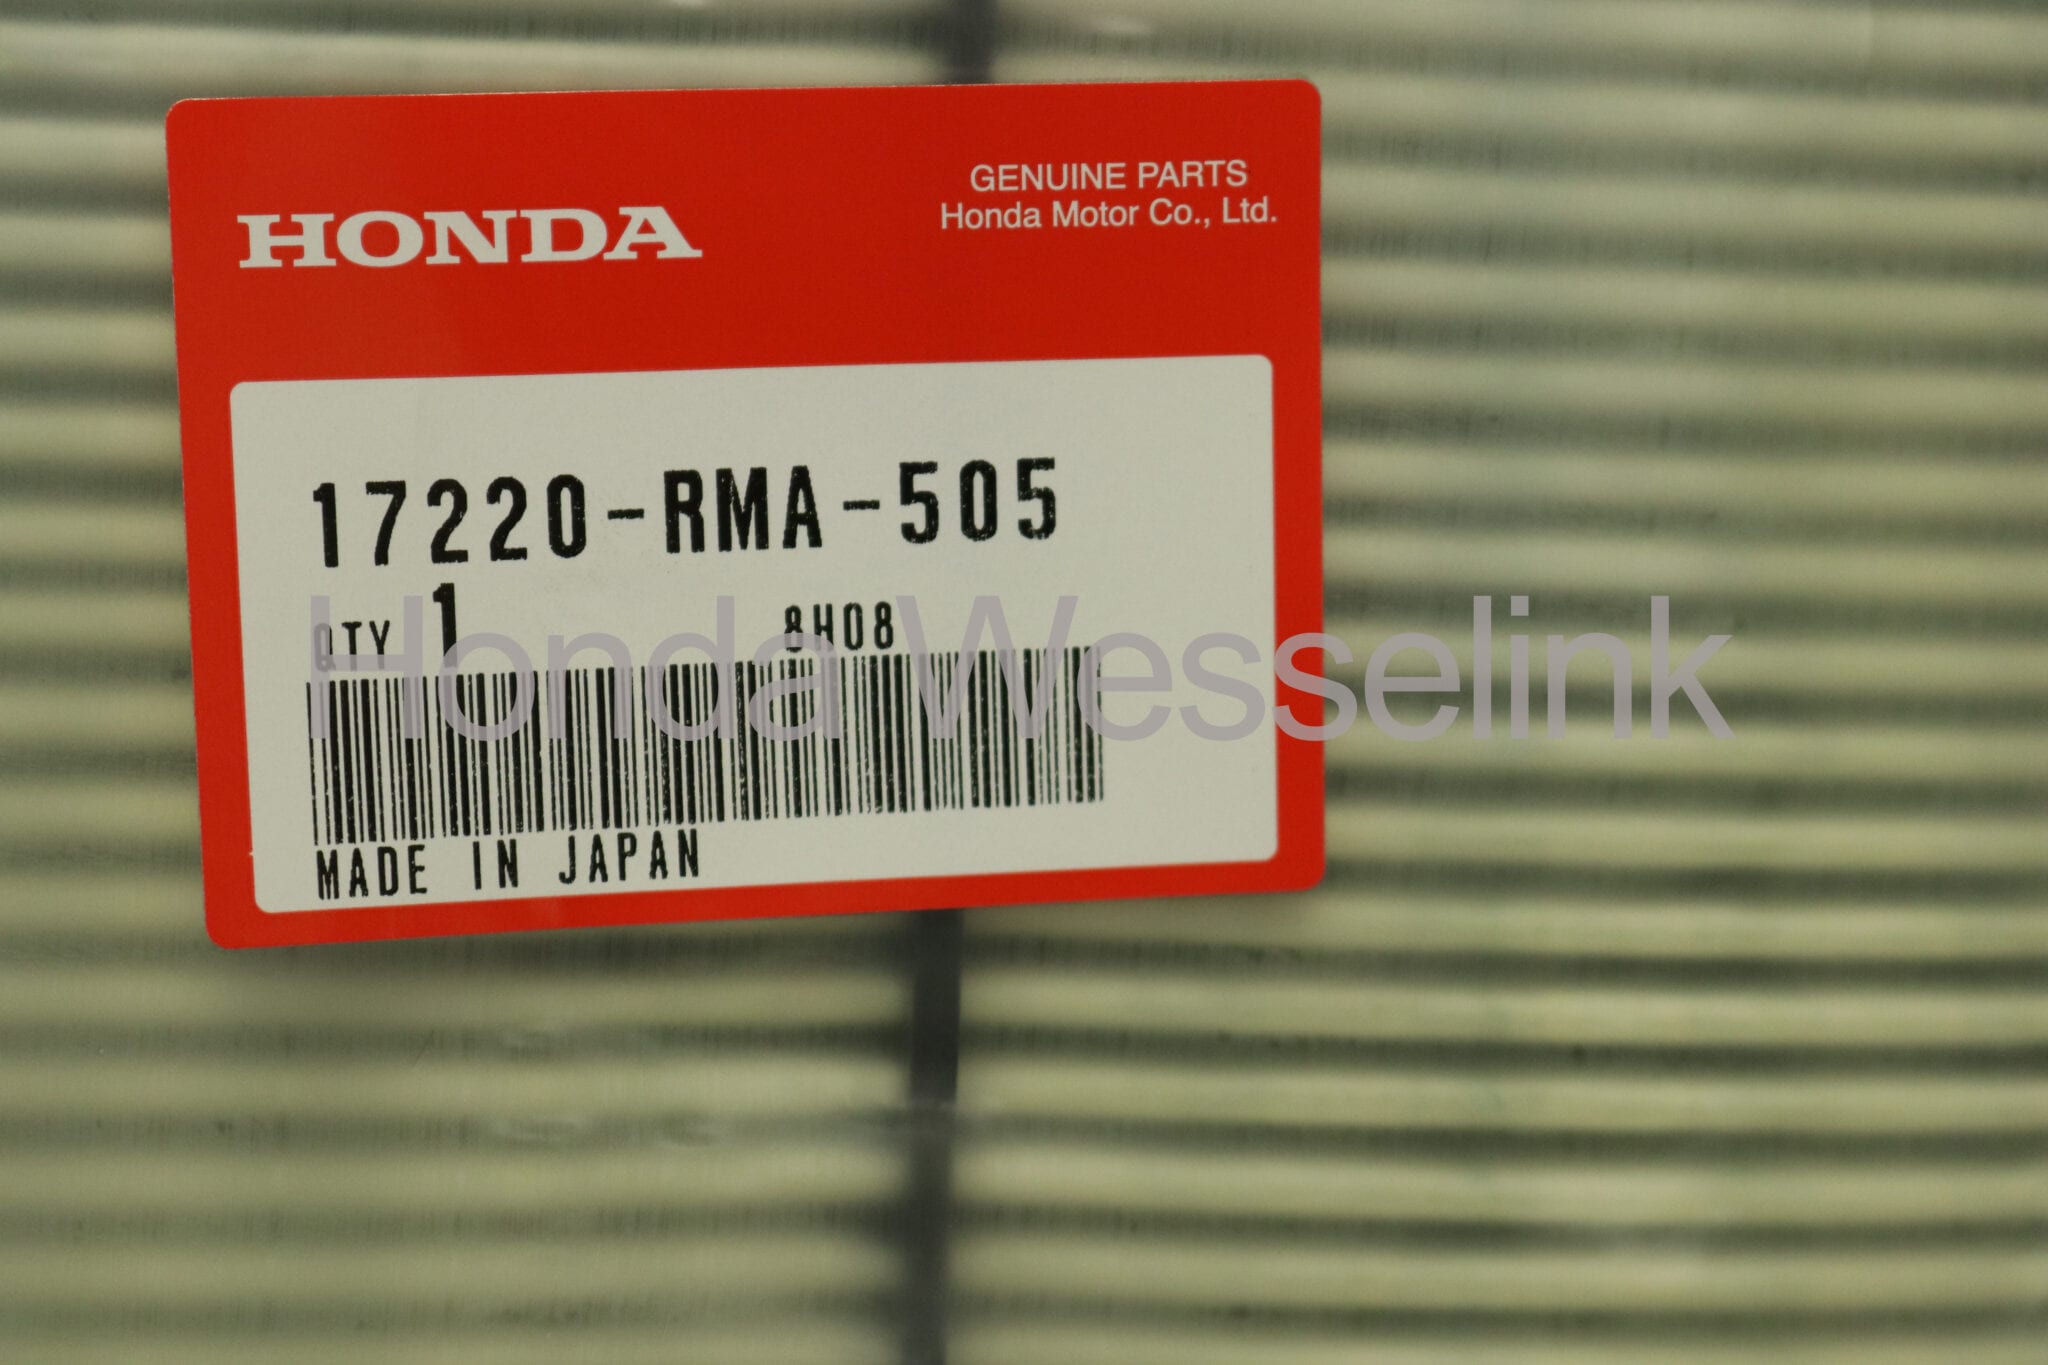 HONDA
GENUINE PARTS
Honda Motor Co., Ltd.
17220-RMA-505
QTY 1 8H08
Honda Wesselink
MADE IN JAPAN